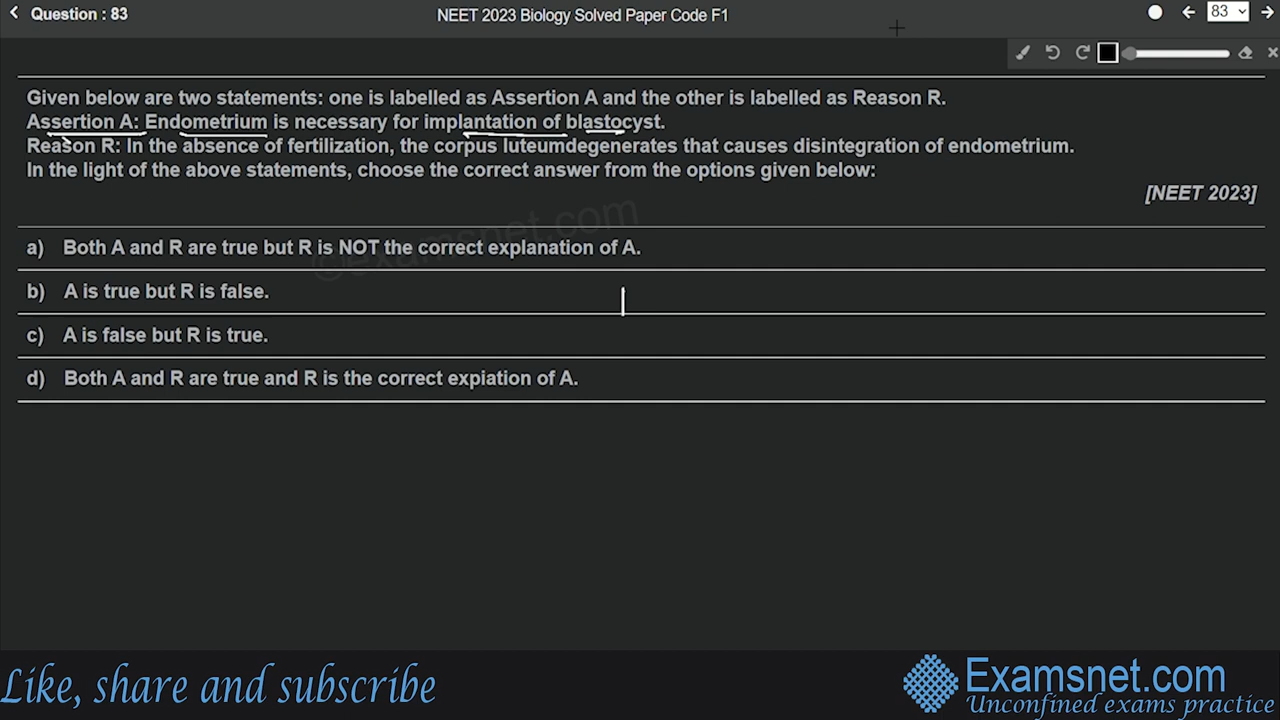 Question : 83
NEET 2023 Biology Solved Paper Code F1
83
Given below are two statements: one is labelled as Assertion A and the other is labelled as Reason R.
Assertion A: Endometrium is necessary for implantation of blastocyst.
Reason R: In the absence of fertilization, the corpus luteumdegenerates that causes disintegration of endometrium.
In the light of the above statements, choose the correct answer from the options given below:
[NEET 2023]
©examsnet.com
a) Both A and R are true but R is NOT the correct explanation of A.
b) A is true but R is false.
c) A is false but R is true.
d) Both A and R are true and R is the correct expiation of A.
Like, share and subscribe
Examsnet.com
Unconfined exams practice